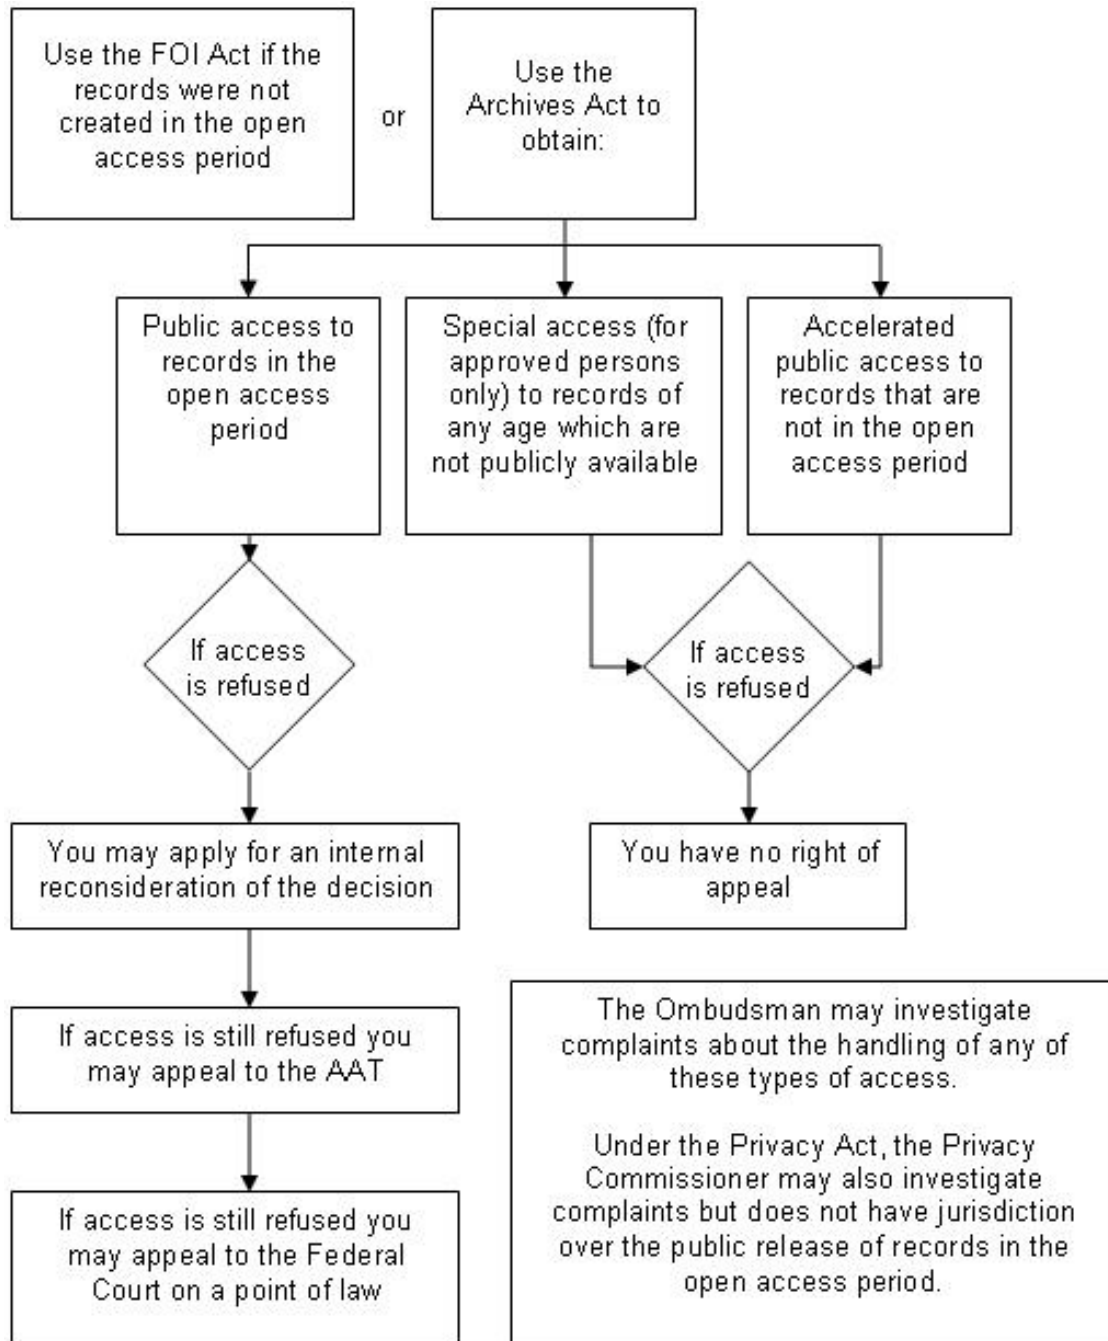 Use the FOI Act if the
records were not
created in the open
access period
or
Use the
Archives Act to
obtain:
Public access to
records in the
open access
period
Special access (for
approved persons
only) to records of
any age which are
not publicly available
Accelerated
public access to
records that are
not in the open
access period
If access
is refused
If access
is refused
You may apply for an internal
reconsideration of the decision
You have no right of
appeal
If access is still refused you
may appeal to the AAT
If access is still refused you
may appeal to the Federal
Court on a point of law
The Ombudsman may investigate
complaints about the handling of any of
these types of access.
Under the Privacy Act, the Privacy
Commissioner may also investigate
complaints but does not have jurisdiction
over the public release of records in the
open access period.